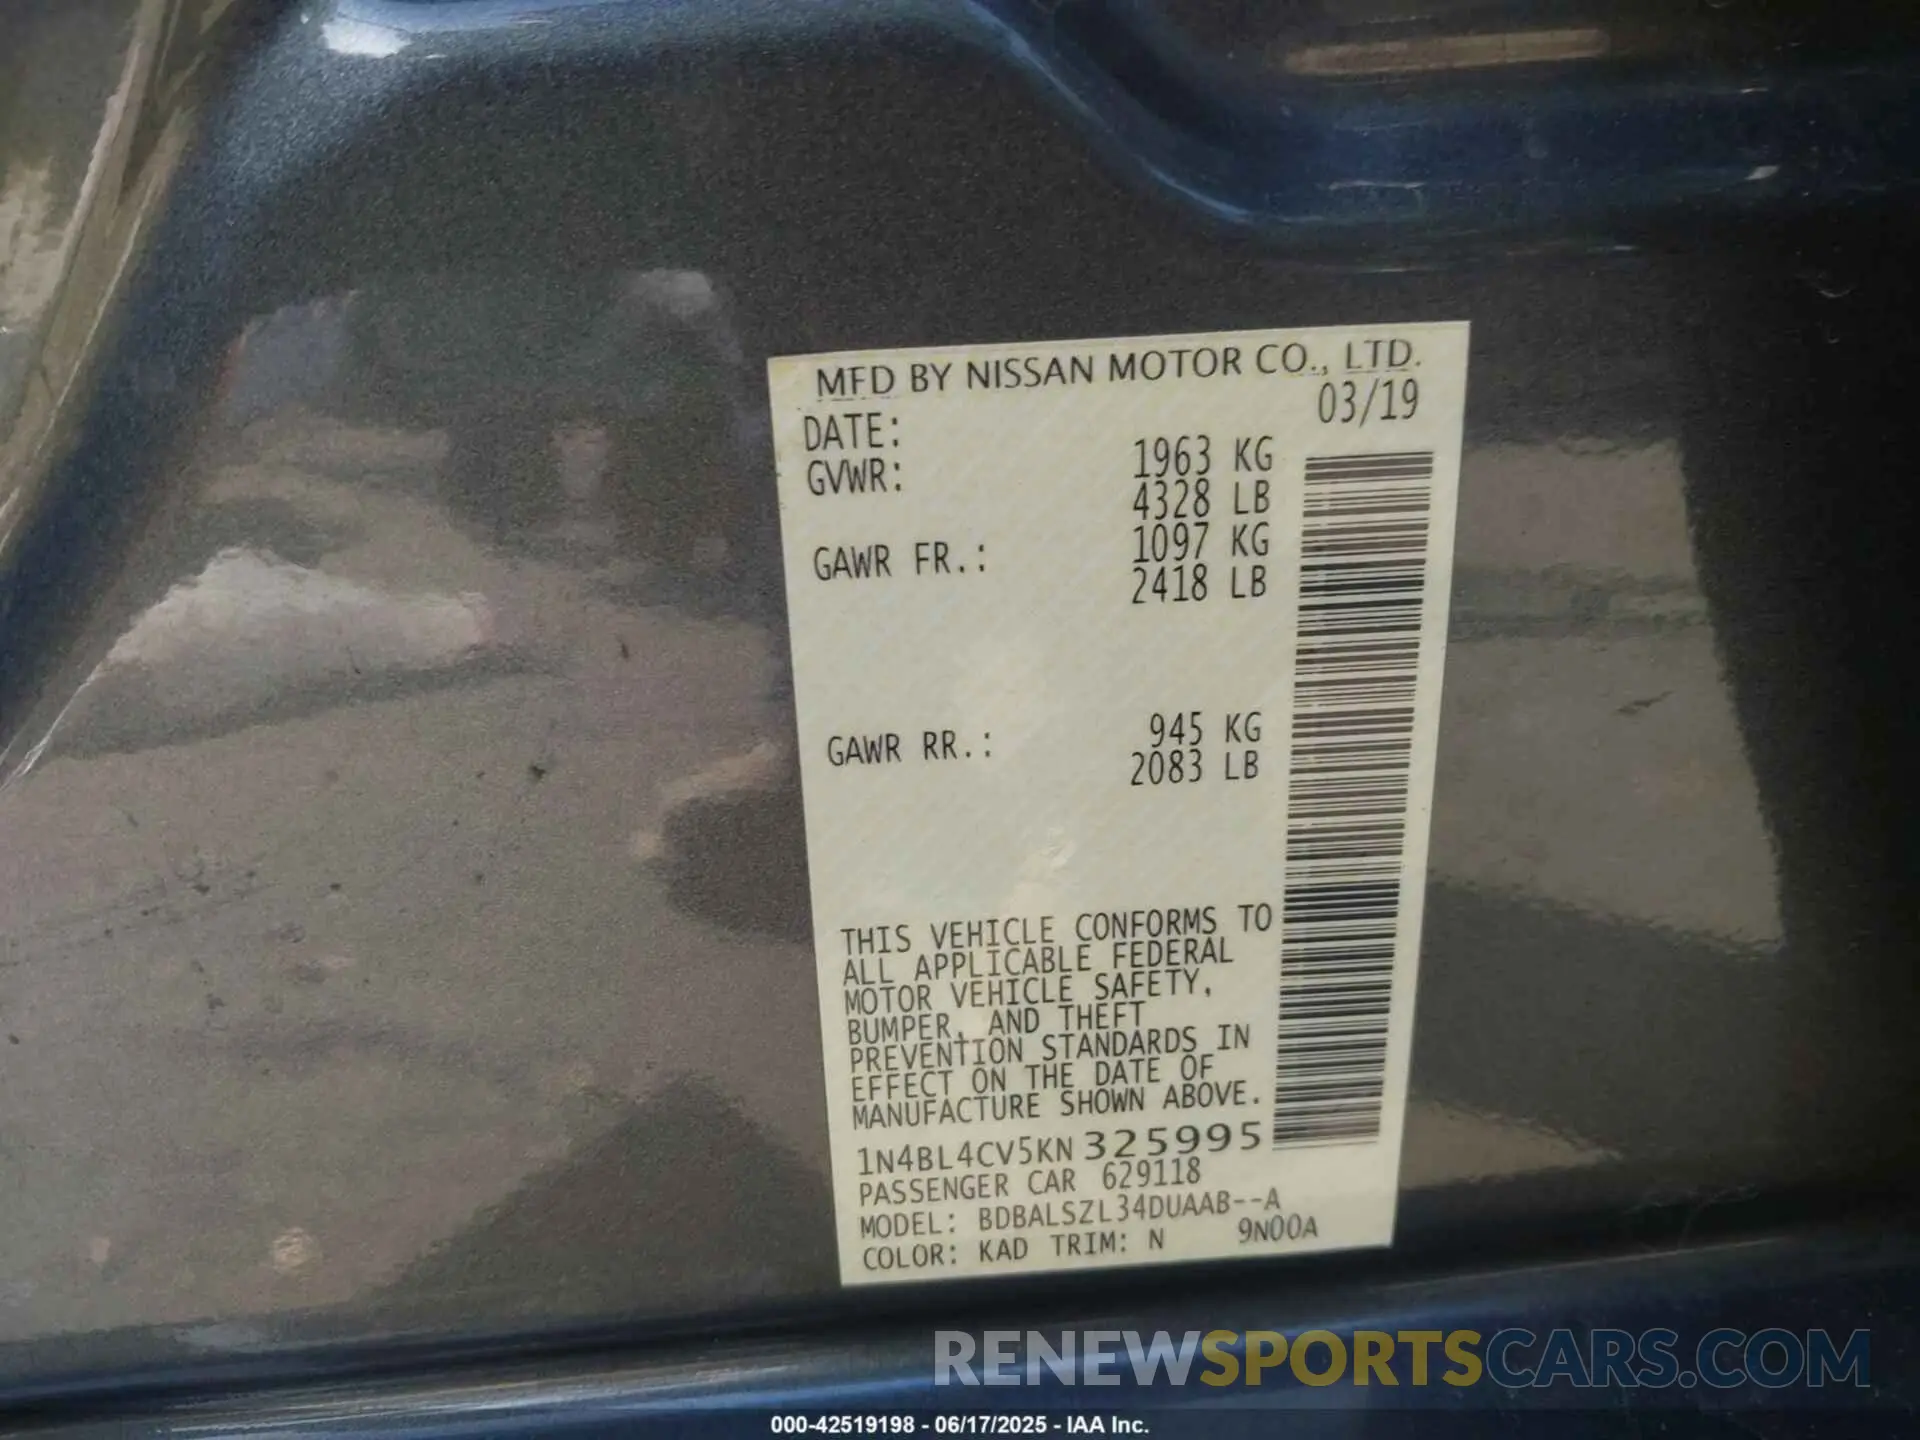 MFD BY NISSAN MOTOR CO., LTD.
DATE: 03/19
GVWR: 1963 KG
4328 LB
GAWR FR.: 1097 KG
2418 LB
GAWR RR.: 945 KG
2083 LB
THIS VEHICLE CONFORMS TO
ALL APPLICABLE FEDERAL
MOTOR VEHICLE SAFETY,
BUMPER, AND THEFT
PREVENTION STANDARDS IN
EFFECT ON THE DATE OF
MANUFACTURE SHOWN ABOVE.
1N4BL4CV5KN325995
PASSENGER CAR 629118
MODEL: BDBALSZL34DUAAB--A
COLOR: KAD TRIM: N 9N00A
RENEWSPORTSCARS.COM
000-42519198 - 06/17/2025 - IAA Inc.